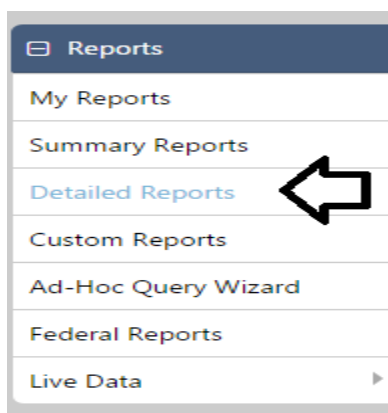 Reports
My Reports
Summary Reports
Detailed Reports
Custom Reports
Ad-Hoc Query Wizard
Federal Reports
Live Data